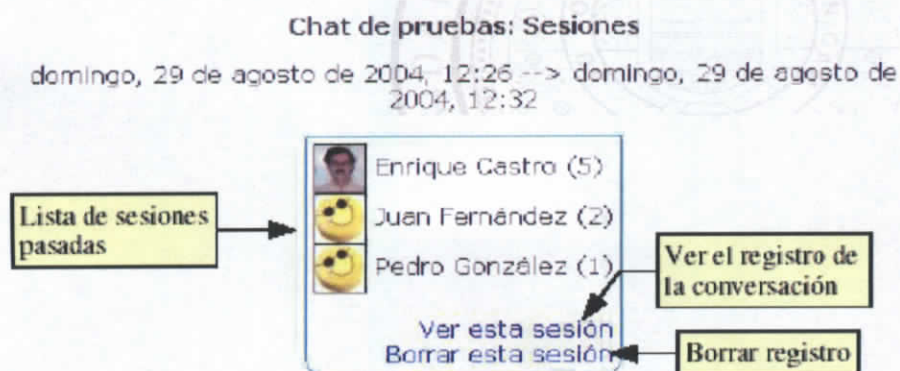 Chat de pruebas: Sesiones
domingo, 29 de agosto de 2004, 12:26 --> domingo, 29 de agosto de
2004, 12:32
Enrique Castro (5)
Lista de sesiones
pasadas
Juan Fernández (2)
Pedro González (1)
Ver el registro de
la conversación
Ver esta sesión
Borrar esta sesión
Borrar registro